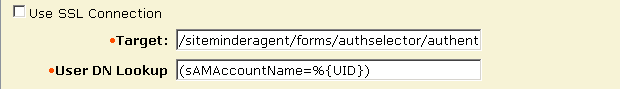 Use SSL Connection
•Target: /siteminderagent/forms/authselector/authent
•User DN Lookup (sAMAccountName=%{UID})